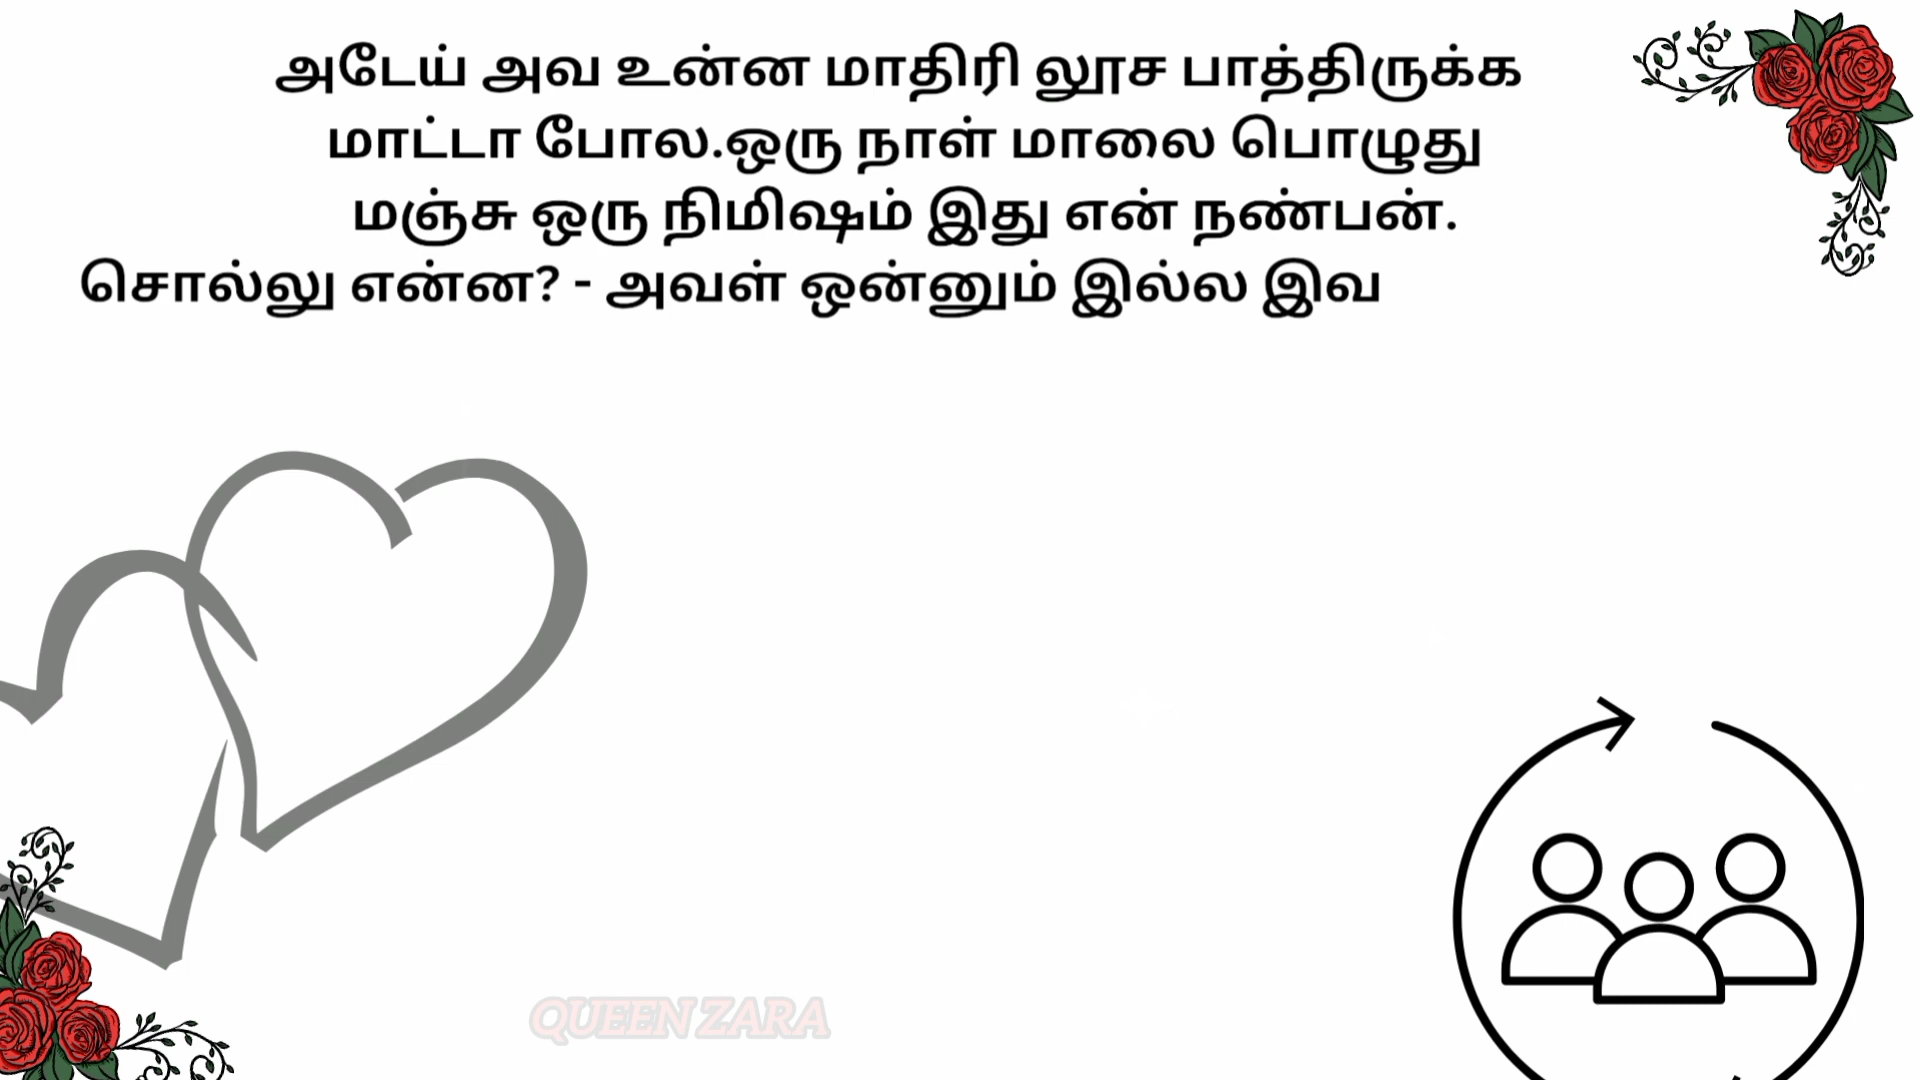 அடேய் அவ உன்ன மாதிரி லூச பாத்திருக்க
மாட்டா போல.ஒரு நாள் மாலை பொழுது
மஞ்சு ஒரு நிமிஷம் இது என் நண்பன்.
சொல்லு என்ன? - அவள் ஒன்னும் இல்ல இவ
QUEEN ZARA